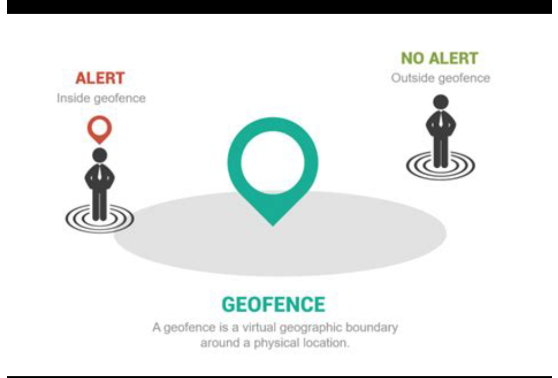 ALERT
Inside geofence
NO ALERT
Outside geofence
GEOFENCE
A geofence is a virtual geographic boundary
around a physical location.